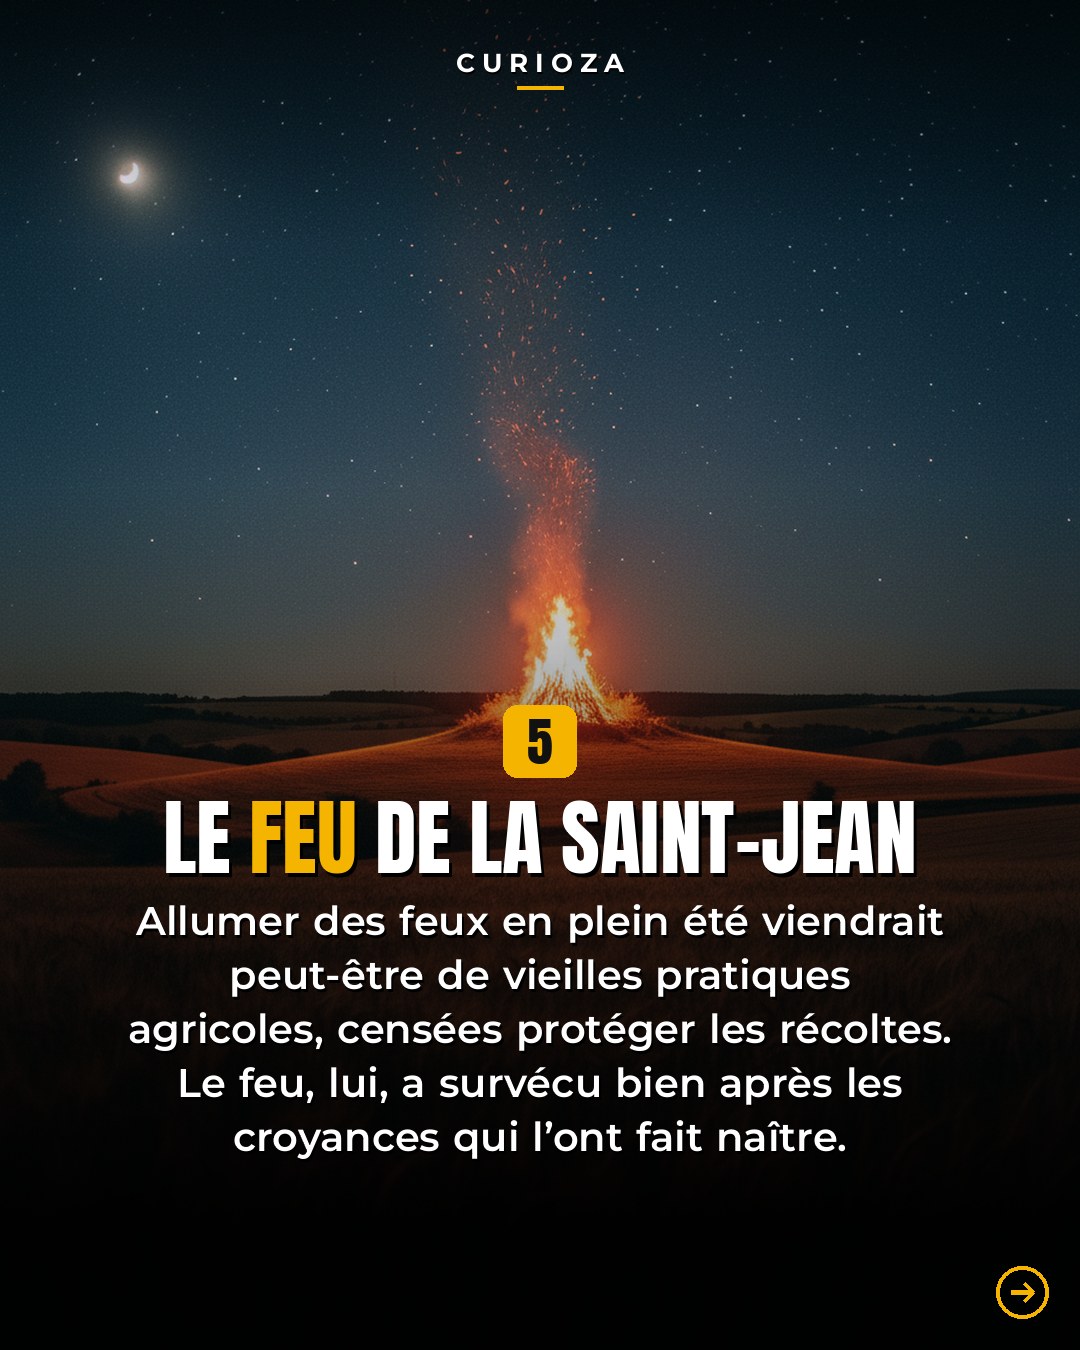 CURIOZA
5
LE FEU DE LA SAINT-JEAN
Allumer des feux en plein été viendrait
peut-être de vieilles pratiques
agricoles, censées protéger les récoltes.
Le feu, lui, a survécu bien après les
croyances qui l’ont fait naître.